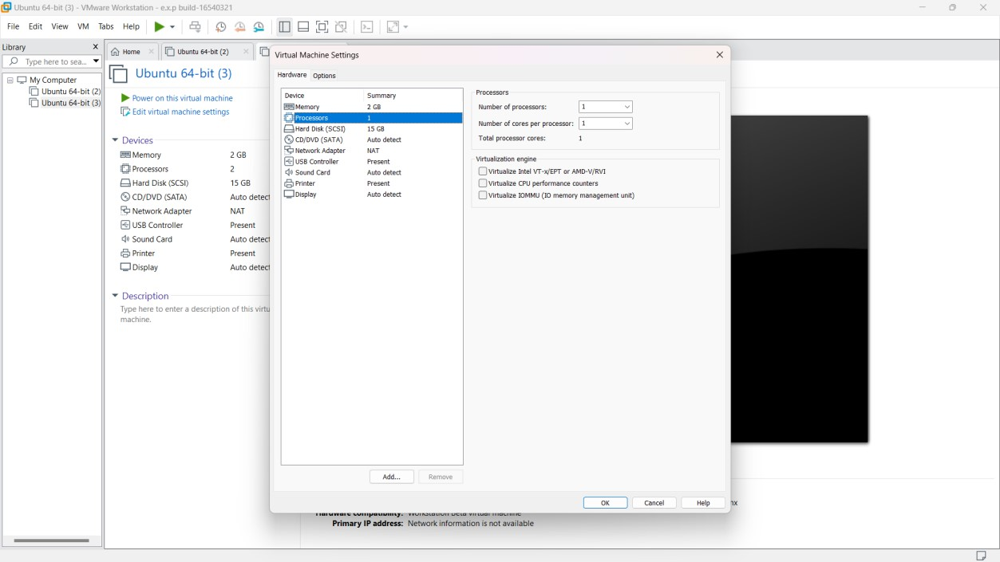 Ubuntu 64-bit (3) - VMware Workstation - e.x.p build-16540321
File Edit View VM Tabs Help
Library
Type here to sea...
My Computer
Ubuntu 64-bit (2)
Ubuntu 64-bit (3)
Home
Ubuntu 64-bit (2)
Ubuntu 64-bit (3)
Power on this virtual machine
Edit virtual machine settings
Devices
Memory 2 GB
Processors 2
Hard Disk (SCSI) 15 GB
CD/DVD (SATA) Auto detect
Network Adapter NAT
USB Controller Present
Sound Card Auto detect
Printer Present
Display Auto detect
Description
Type here to enter a description of this virtu
machine.
Virtual Machine Settings
Hardware Options
Device Summary
Memory 2 GB
Processors 1
Hard Disk (SCSI) 15 GB
CD/DVD (SATA) Auto detect
Network Adapter NAT
USB Controller Present
Sound Card Auto detect
Printer Present
Display Auto detect
Add... Remove
Processors
Number of processors: 1
Number of cores per processor: 1
Total processor cores: 1
Virtualization engine
Virtualize Intel VT-x/EPT or AMD-V/RVI
Virtualize CPU performance counters
Virtualize IOMMU (IO memory management unit)
OK Cancel Help
nx
Hardware compatibility: Workstation Beta virtual machine
Primary IP address: Network information is not available